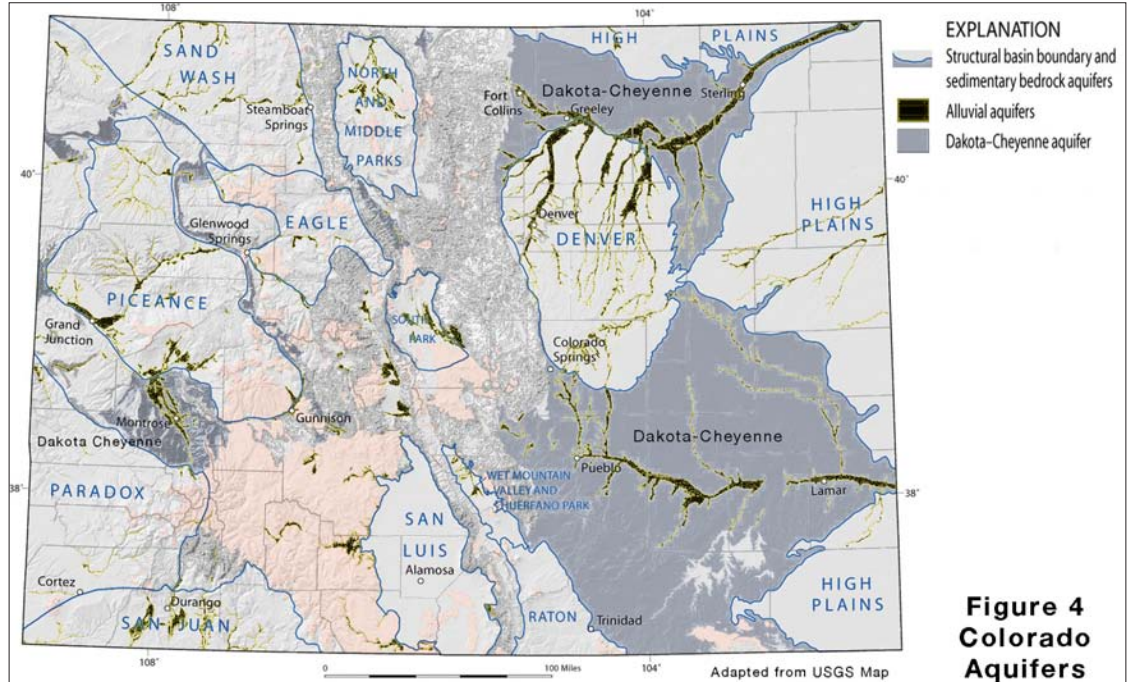 108°
104°
SAND
WASH
Steamboat
Springs
NORTH
AND
MIDDLE
PARKS
HIGH PLAINS
Fort
Collins
Dakota-Cheyenne
Greeley
Sterling
40°
40°
Glenwood
Springs
EAGLE
Denver
DENVER
HIGH
PLAINS
PICEANCE
Grand
Junction
SOUTH
PARK
Colorado
Springs
Montrose
Gunnison
Dakota Cheyenne
Dakota-Cheyenne
Pueblo
Lamar
38°
38°
PARADOX
WET MOUNTAIN
VALLEY AND
HUERFANO PARK
SAN
LUIS
Alamosa
Cortez
Durango
SAN JUAN
RATON
Trinidad
HIGH
PLAINS
108°
0
100 Miles
104°
Adapted from USGS Map
EXPLANATION
Structural basin boundary and
sedimentary bedrock aquifers
Alluvial aquifers
Dakota–Cheyenne aquifer
Figure 4
Colorado
Aquifers